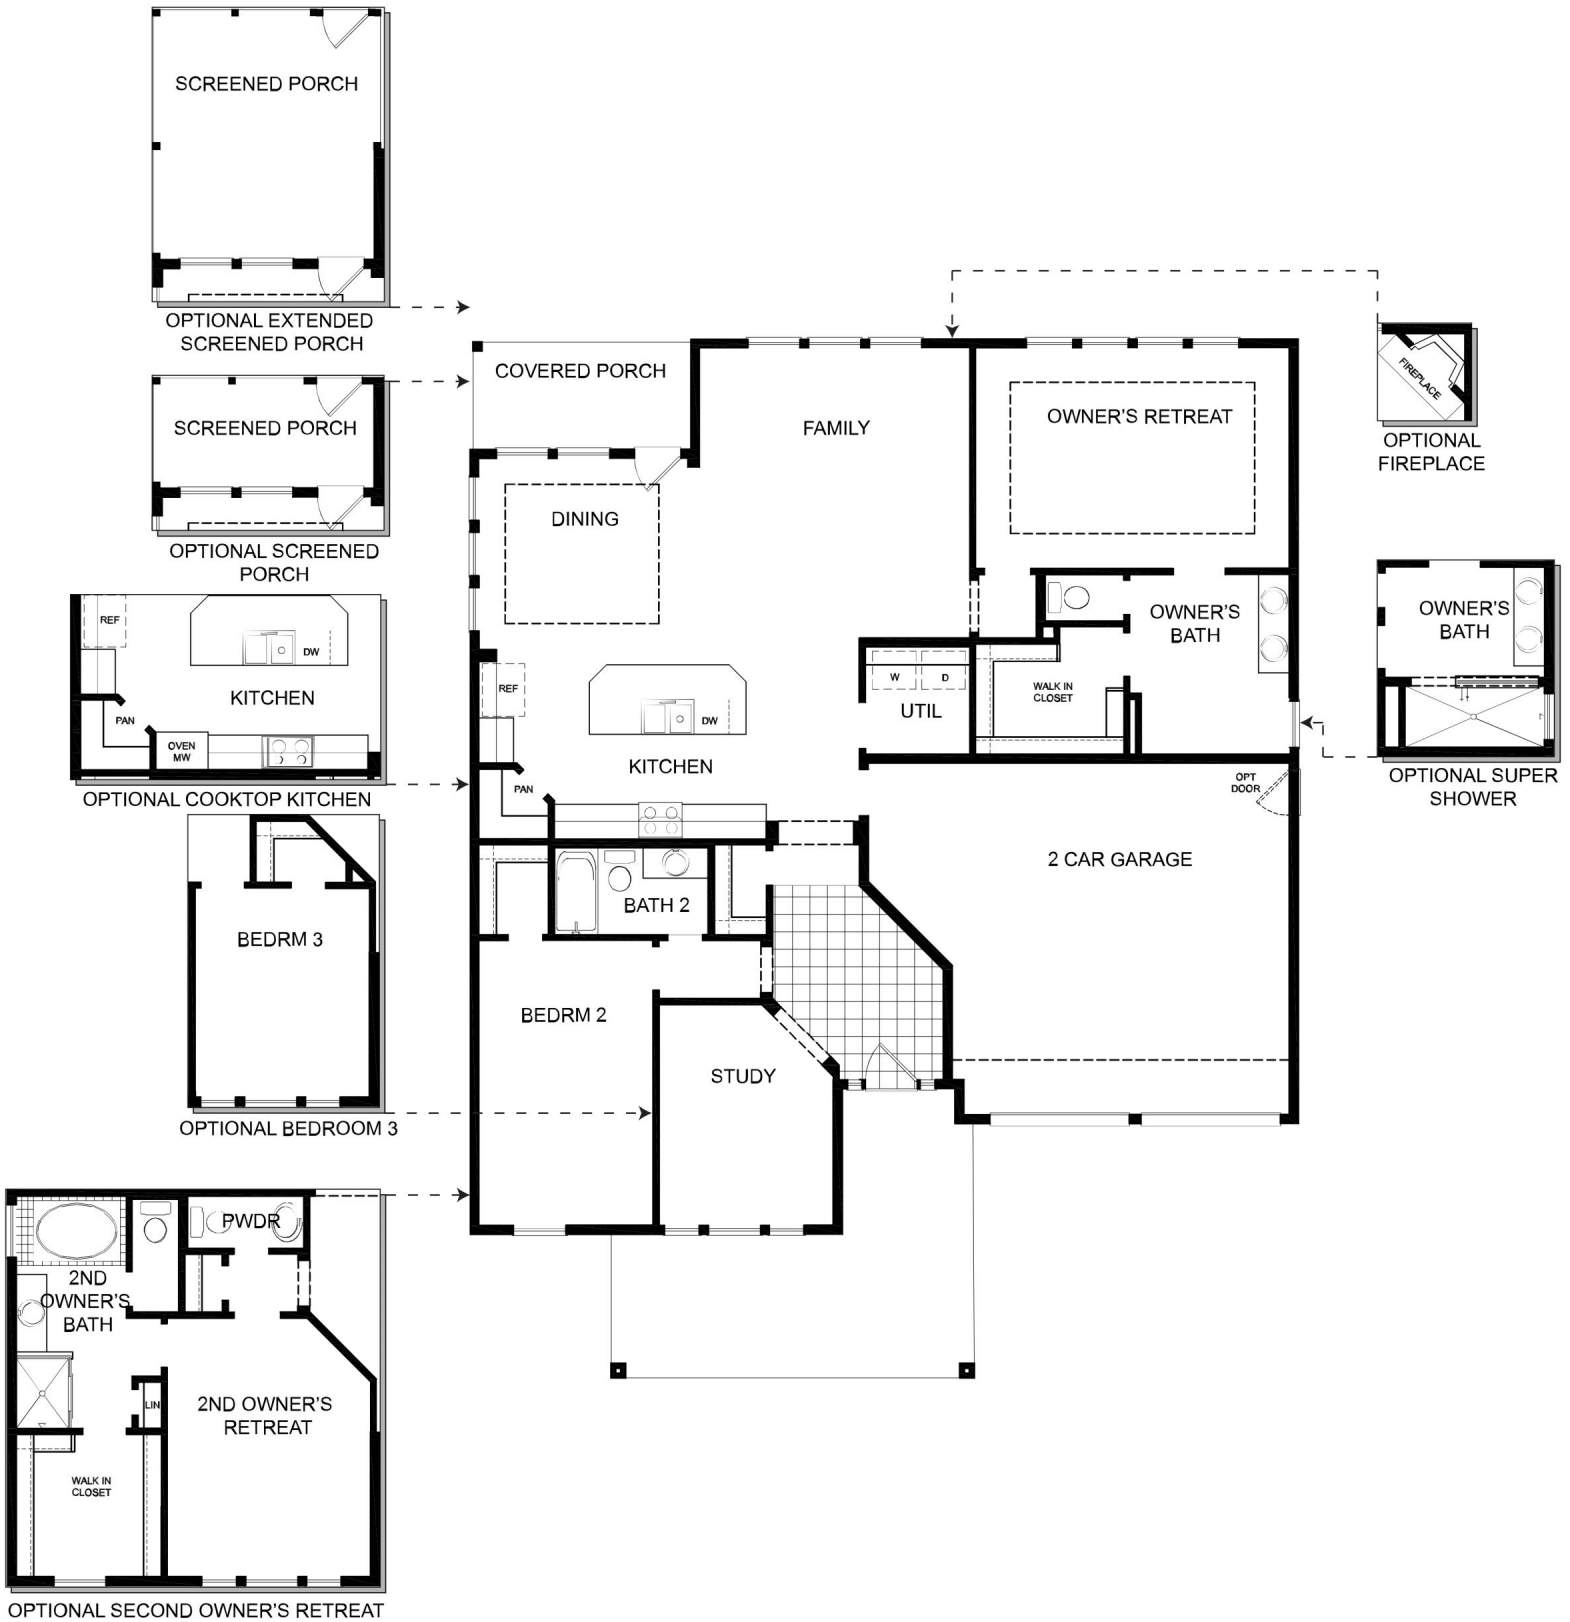 SCREENED PORCH
OPTIONAL EXTENDED
SCREENED PORCH
SCREENED PORCH
OPTIONAL SCREENED
PORCH
REF
DW
KITCHEN
PAN
OVEN
MW
OPTIONAL COOKTOP KITCHEN
BEDRM 3
OPTIONAL BEDROOM 3
PWDR
2ND
OWNER'S
BATH
LIN
2ND OWNER'S
RETREAT
WALK IN
CLOSET
OPTIONAL SECOND OWNER'S RETREAT
COVERED PORCH
FAMILY
OWNER'S RETREAT
DINING
OWNER'S
BATH
REF
DW
W
D
UTIL
WALK IN
CLOSET
KITCHEN
PAN
OPT
DOOR
2 CAR GARAGE
BATH 2
BEDRM 2
STUDY
FIREPLACE
OPTIONAL
FIREPLACE
OWNER'S
BATH
OPTIONAL SUPER
SHOWER